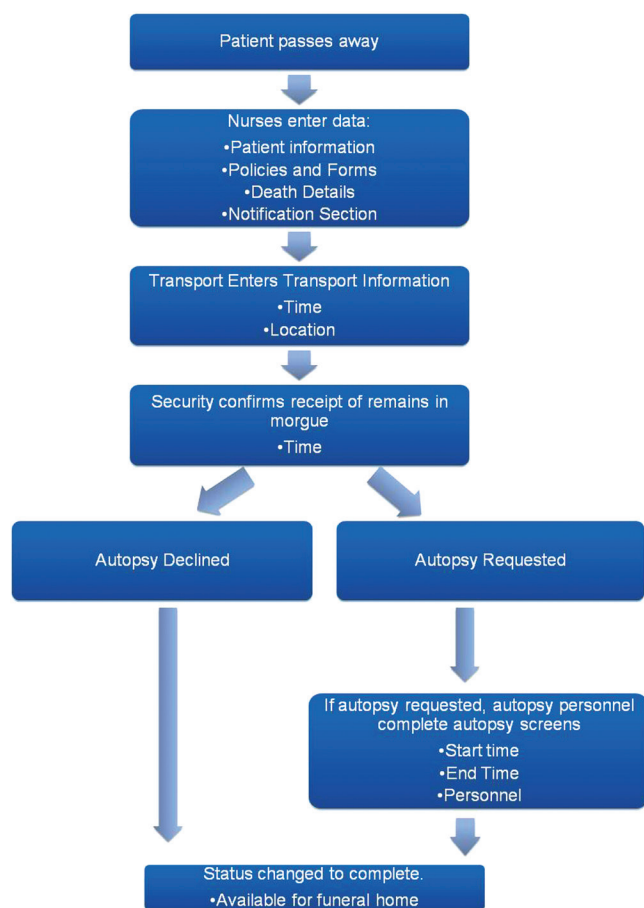 Patient passes away
Nurses enter data:
•Patient information
•Policies and Forms
•Death Details
•Notification Section
Transport Enters Transport Information
•Time
•Location
Security confirms receipt of remains in
morgue
•Time
Autopsy Declined
Autopsy Requested
If autopsy requested, autopsy personnel
complete autopsy screens
•Start time
•End Time
•Personnel
Status changed to complete.
•Available for funeral home